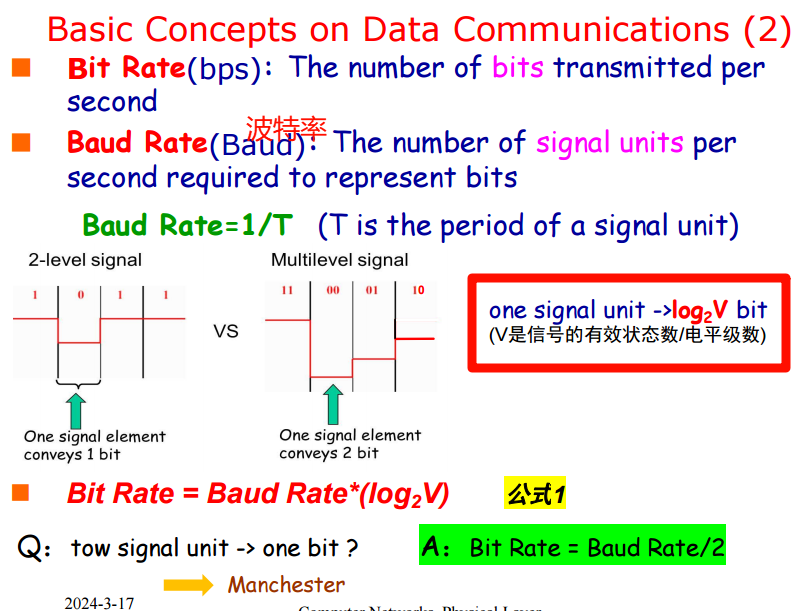 Basic Concepts on Data Communications (2)
Bit Rate(bps)：The number of bits transmitted per
second
波特率
Baud Rate(Baud)：The number of signal units per
second required to represent bits
Baud Rate=1/T (T is the period of a signal unit)
2-level signal
Multilevel signal
1 0 1 1
11 00 01 10
VS
one signal unit ->log₂V bit
(V是信号的有效状态数/电平级数)
One signal element
conveys 1 bit
One signal element
conveys 2 bit
Bit Rate = Baud Rate*(log₂V) 公式1
Q：tow signal unit -> one bit ?
A：Bit Rate = Baud Rate/2
Manchester
2024-3-17
Computer Networks Physical Layer